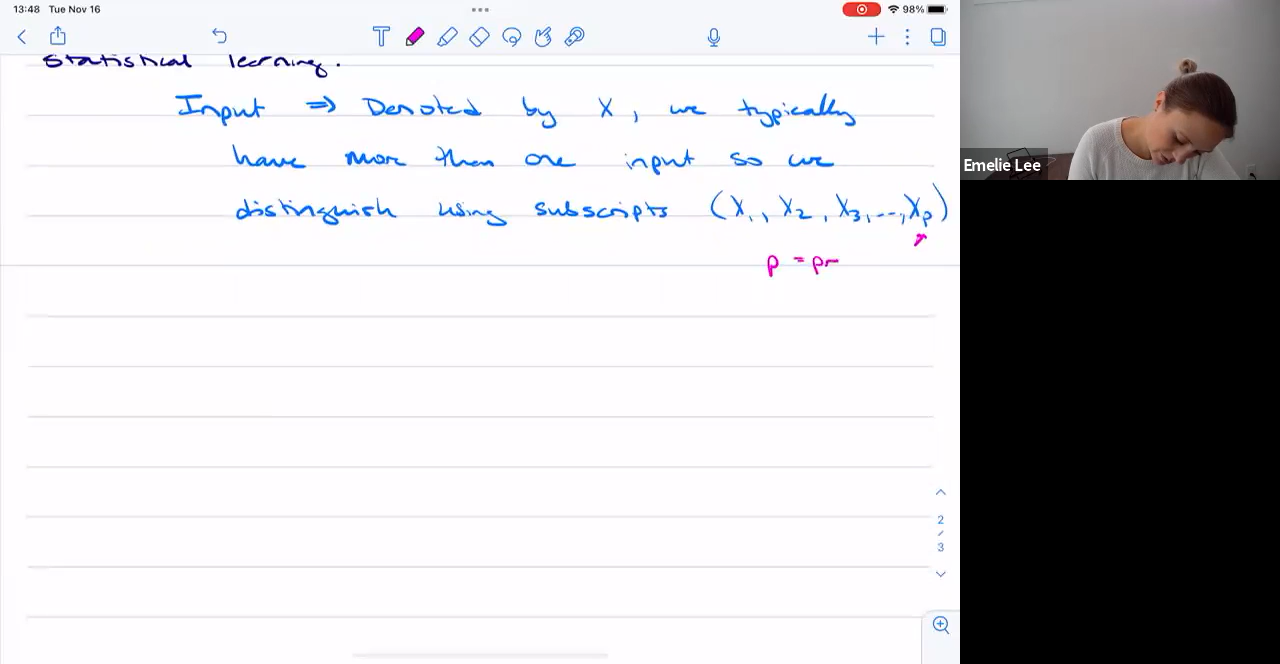 13:48 Tue Nov 16
98%
Statistical learning.
Input ⇒ Denoted by X, we typically
have more than one input so we
distinguish using subscripts (X1, X2, X3,...,Xp)
p = pr
Emelie Lee
2
3